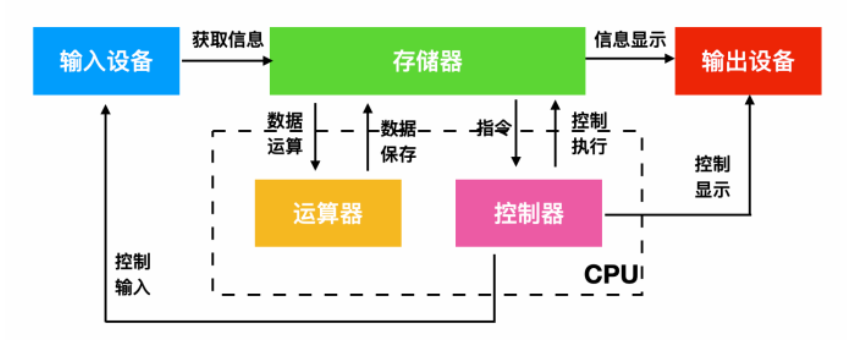 获取信息
信息显示
输入设备
存储器
输出设备
数据
运算
数据
保存
指令
控制
执行
控制
显示
运算器
控制器
控制
输入
CPU